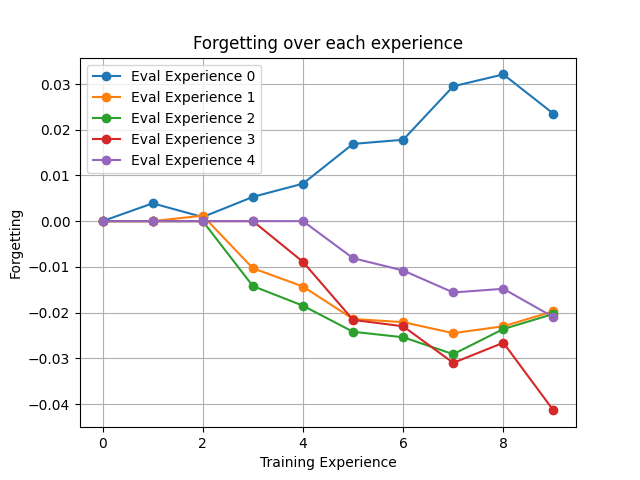 Forgetting over each experience
Eval Experience 0
Eval Experience 1
Eval Experience 2
Eval Experience 3
Eval Experience 4
0.03
0.02
0.01
0.00
−0.01
−0.02
−0.03
−0.04
Forgetting
0 2 4 6 8
Training Experience